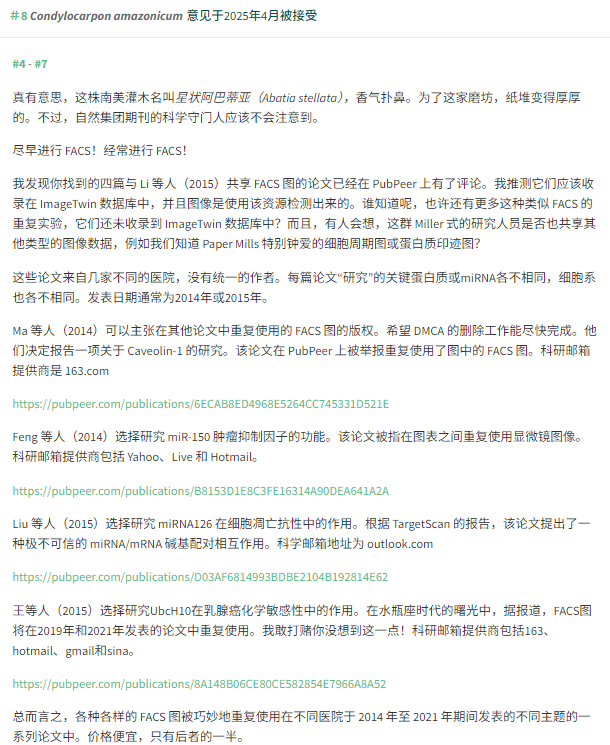 #8 Condylocarpon amazonicum 意见于2025年4月被接受
#4 - #7
真有意思，这株南美灌木名叫星状阿巴蒂亚（Abatia stellata），香气扑鼻。为了这家磨坊，纸堆变得厚厚
的。不过，自然集团期刊的科学守门人应该不会注意到。
尽早进行 FACS！经常进行 FACS！
我发现你找到的四篇与 Li 等人（2015）共享 FACS 图的论文已经在 PubPeer 上有了评论。我推测它们应该收
录在 ImageTwin 数据库中，并且图像是使用该资源检测出来的。谁知道呢，也许还有更多这种类似 FACS 的
重复实验，它们还未收录到 ImageTwin 数据库中？而且，有人会想，这群 Miller 式的研究人员是否也共享其
他类型的图像数据，例如我们知道 Paper Mills 特别钟爱的细胞周期图或蛋白质印迹图？
这些论文来自几家不同的医院，没有统一的作者。每篇论文“研究”的关键蛋白质或miRNA各不相同，细胞系
也各不相同。发表日期通常为2014年或2015年。
Ma 等人（2014）可以主张在其他论文中重复使用的 FACS 图的版权。希望 DMCA 的删除工作能尽快完成。他
们决定报告一项关于 Caveolin-1 的研究。该论文在 PubPeer 上被举报重复使用了图中的 FACS 图。科研邮箱
提供商是 163.com
https://pubpeer.com/publications/6ECAB8ED4968E5264CC745331D521E
Feng 等人（2014）选择研究 miR-150 肿瘤抑制因子的功能。该论文被指在图表之间重复使用显微镜图像。
科研邮箱提供商包括 Yahoo、Live 和 Hotmail。
https://pubpeer.com/publications/B8153D1E8C3FE16314A90DEA641A2A
Liu 等人（2015）选择研究 miRNA126 在细胞凋亡抗性中的作用。根据 TargetScan 的报告，该论文提出了一
种极不可信的 miRNA/mRNA 碱基配对相互作用。科学邮箱地址为 outlook.com
https://pubpeer.com/publications/D03AF6814993BDBE2104B192814E62
王等人（2015）选择研究UbcH10在乳腺癌化学敏感性中的作用。在水瓶座时代的曙光中，据报道，FACS图
将在2019年和2021年发表的论文中重复使用。我敢打赌你没想到这一点！科研邮箱提供商包括163、
hotmail、gmail和sina。
https://pubpeer.com/publications/8A148B06CE80CE582854E7966A8A52
总而言之，各种各样的 FACS 图被巧妙地重复使用在不同医院于 2014 年至 2021 年期间发表的不同主题的一
系列论文中。价格便宜，只有后者的一半。